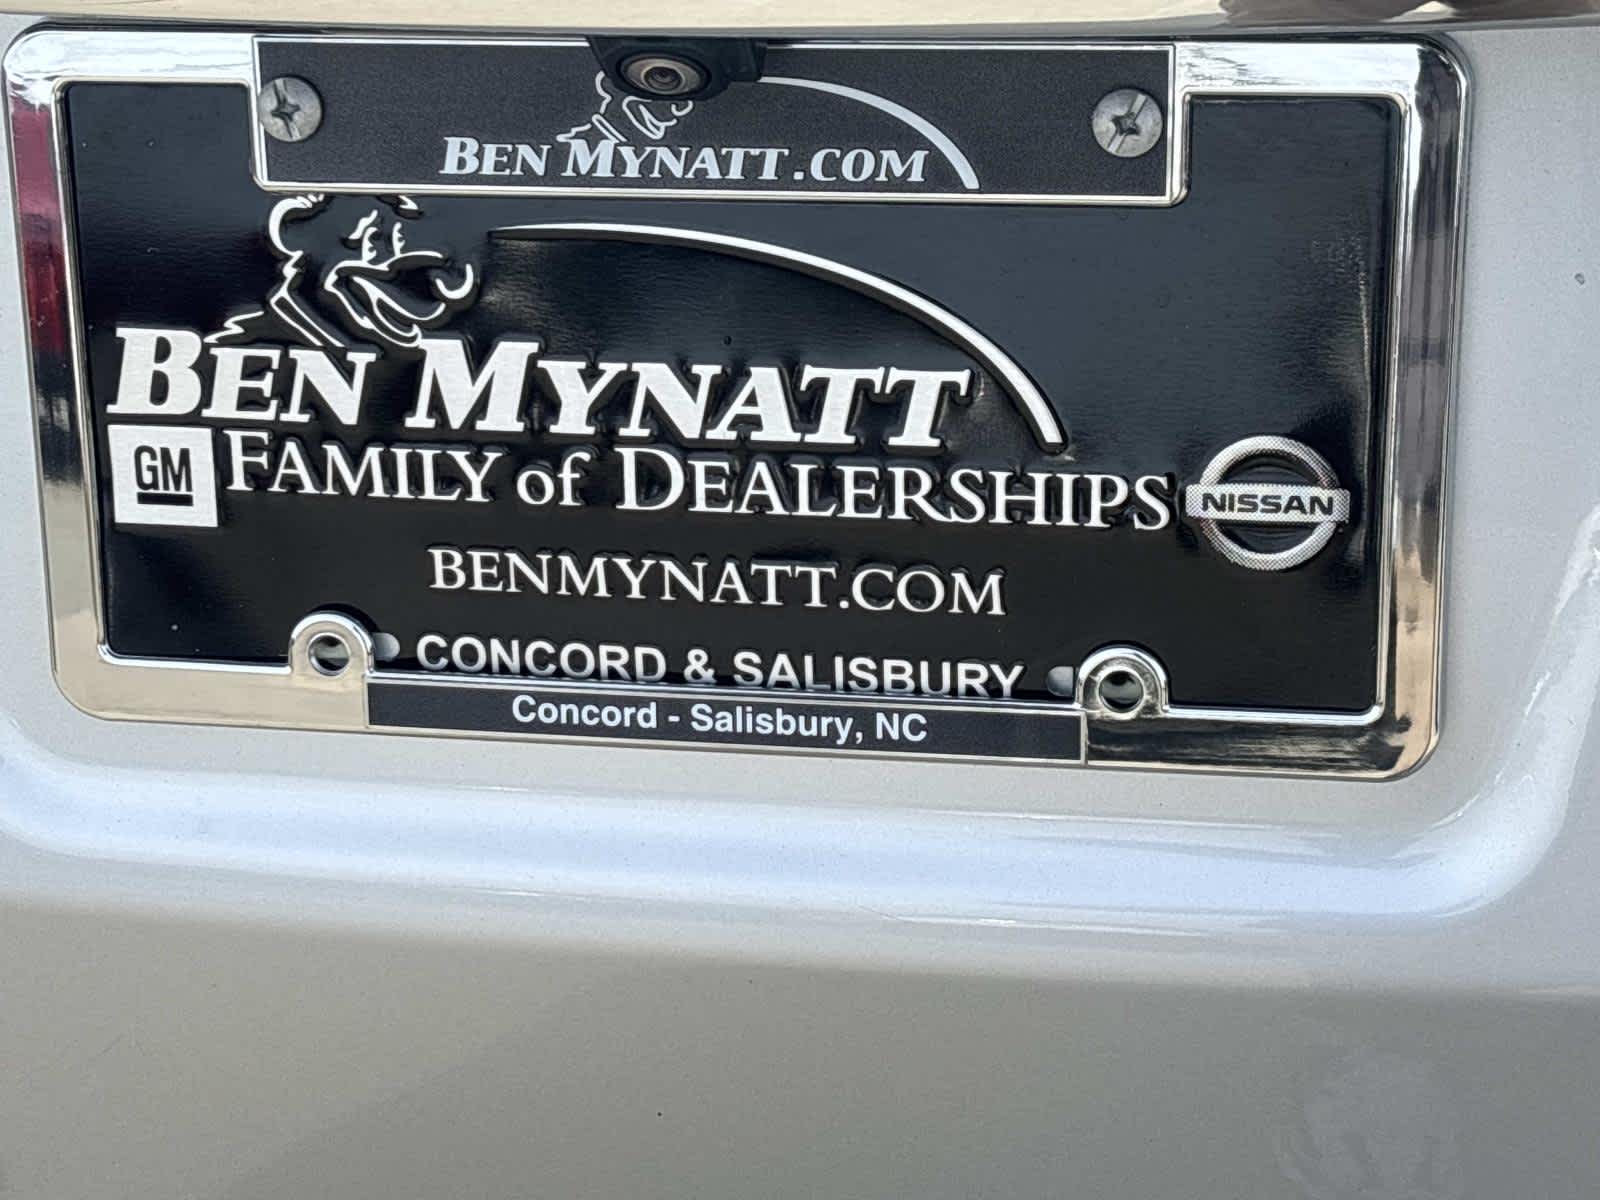 BEN MYNATT.COM
BEN MYNATT
GM
FAMILY of DEALERSHIPS
NISSAN
BENMYNATT.COM
CONCORD & SALISBURY
Concord - Salisbury, NC